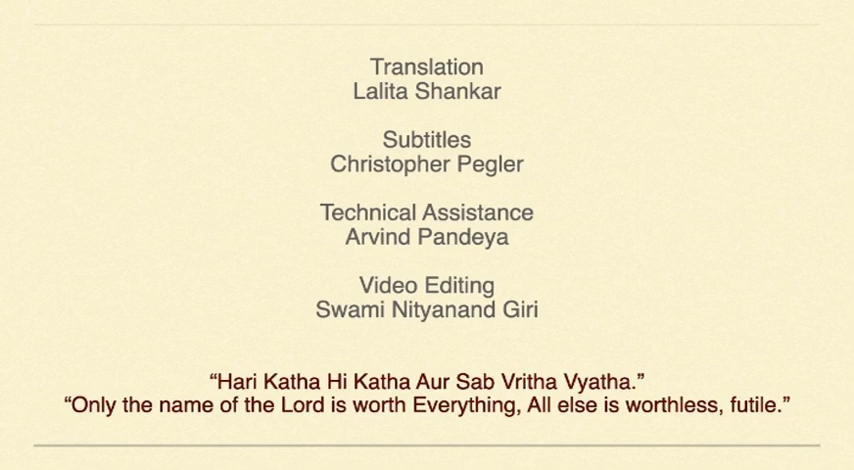 Translation
Lalita Shankar
Subtitles
Christopher Pegler
Technical Assistance
Arvind Pandeya
Video Editing
Swami Nityanand Giri
“Hari Katha Hi Katha Aur Sab Vritha Vyatha.”
“Only the name of the Lord is worth Everything, All else is worthless, futile.”